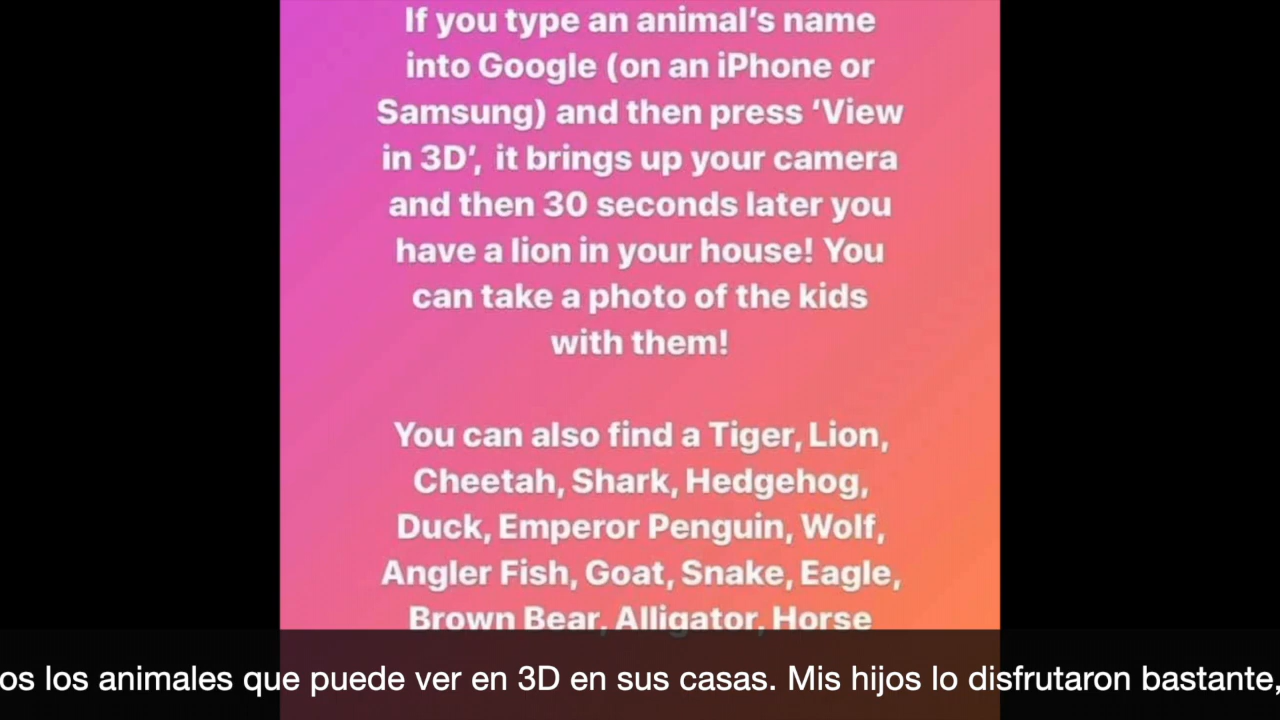 If you type an animal’s name
into Google (on an iPhone or
Samsung) and then press ‘View
in 3D’, it brings up your camera
and then 30 seconds later you
have a lion in your house! You
can take a photo of the kids
with them!
You can also find a Tiger, Lion,
Cheetah, Shark, Hedgehog,
Duck, Emperor Penguin, Wolf,
Angler Fish, Goat, Snake, Eagle,
Brown Bear, Alligator, Horse
os los animales que puede ver en 3D en sus casas. Mis hijos lo disfrutaron bastante,